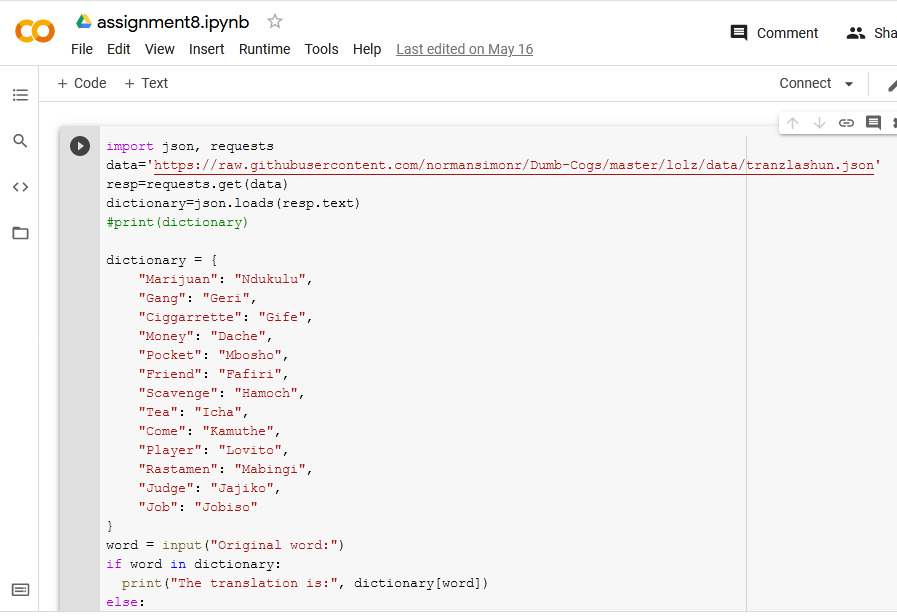 assignment8.ipynb
File Edit View Insert Runtime Tools Help Last edited on May 16
Comment
Sha
+ Code + Text
Connect
import json, requests
data='https://raw.githubusercontent.com/normansimonr/Dumb-Cogs/master/lolz/data/tranzlashun.json'
resp=requests.get(data)
dictionary=json.loads(resp.text)
#print(dictionary)
dictionary = {
"Marijuan": "Ndukulu",
"Gang": "Geri",
"Ciggarrette": "Gife",
"Money": "Dache",
"Pocket": "Mbosho",
"Friend": "Fafiri",
"Scavenge": "Hamoch",
"Tea": "Icha",
"Come": "Kamuthe",
"Player": "Lovito",
"Rastamen": "Mabingi",
"Judge": "Jajiko",
"Job": "Jobiso"
}
word = input("Original word:")
if word in dictionary:
print("The translation is:", dictionary[word])
else: